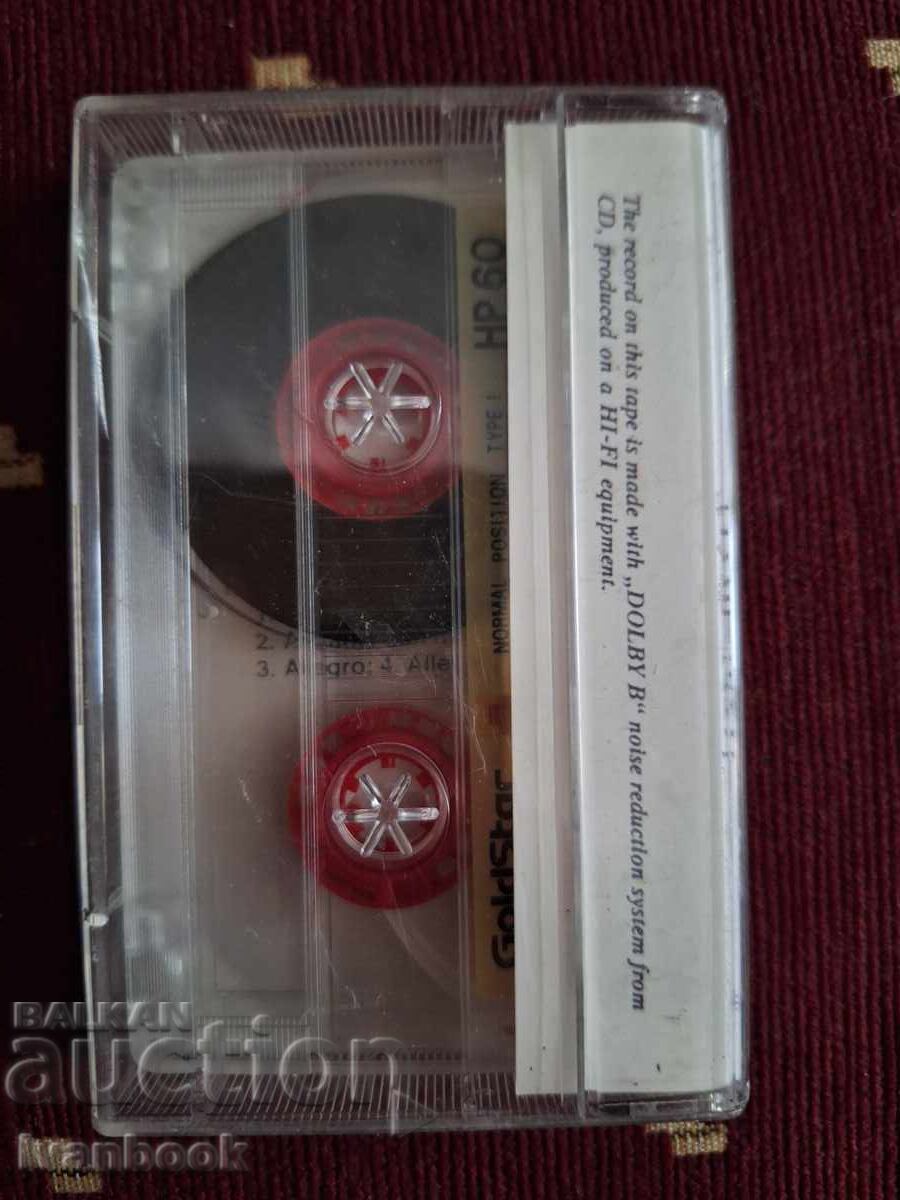 The record on this tape is made with „DOLBY B“ noise reduction system from
CD, produced on a HI-FI equipment.
GoldStar HP 60
NORMAL POSITION TYPE I
2.
3. Allegro; 4. Alle
BALKAN
auction
Iranbook